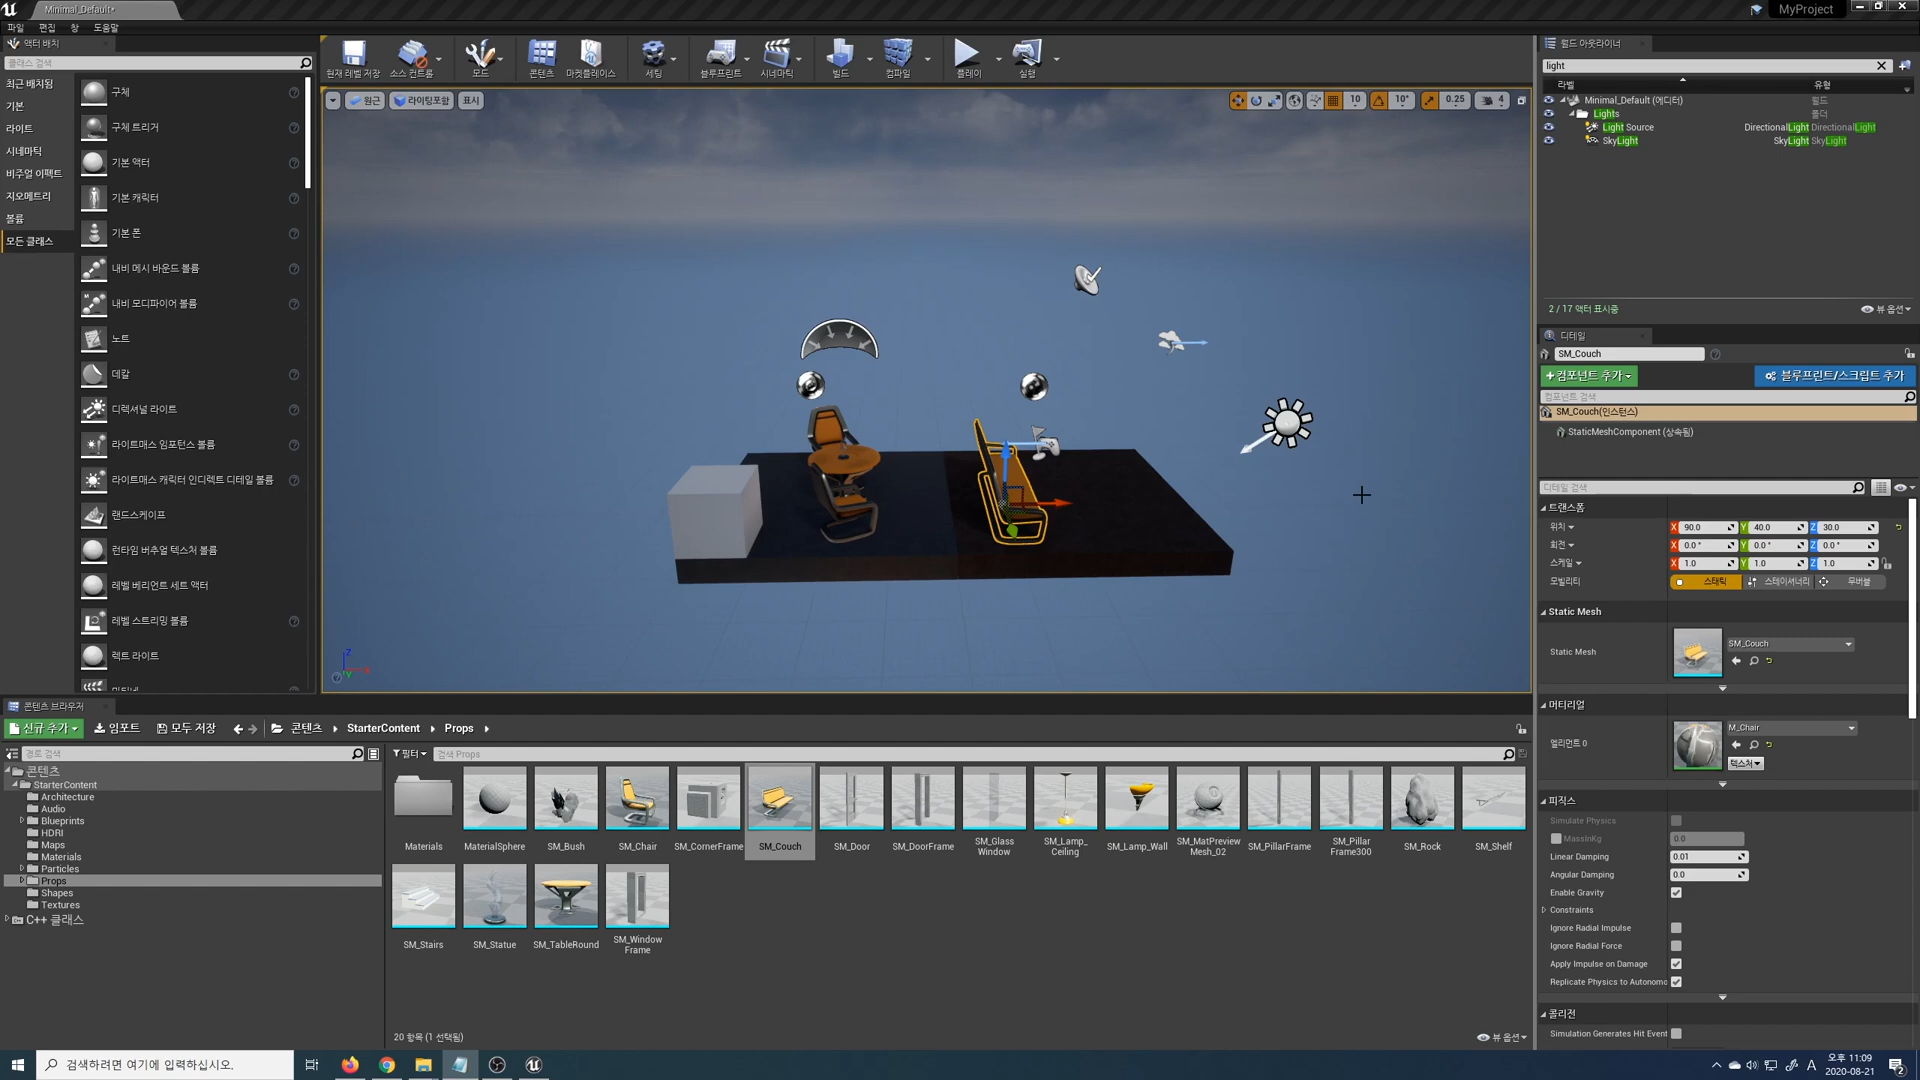 Minimal_Default*
MyProject
파일 편집 창 도움말
액터 배치
클래스 검색
최근 배치됨
기본
라이트
시네마틱
비주얼 이펙트
지오메트리
볼륨
모든 클래스
구체
구체 트리거
기본 액터
기본 캐릭터
기본 폰
내비 메시 바운드 볼륨
내비 모디파이어 볼륨
노트
데칼
디렉셔널 라이트
라이트매스 임포턴스 볼륨
라이트매스 캐릭터 인디렉트 디테일 볼륨
랜드스케이프
런타임 버추얼 텍스처 볼륨
레벨 베리언트 세트 액터
레벨 스트리밍 볼륨
렉트 라이트
현재 레벨 저장 소스 컨트롤 모드 콘텐츠 마켓플레이스 세팅 블루프린트 시네마틱 빌드 컴파일 플레이 실행
원근 라이팅포함 표시
10 10° 0.25 4
Z
Y
월드 아웃라이너
light
라벨 유형
Minimal_Default (에디터) 월드
Lights 폴더
Light Source DirectionalLight DirectionalLight
SkyLight SkyLight SkyLight
2 / 17 액터 표시중 뷰 옵션
디테일
SM_Couch
+컴포넌트 추가 블루프린트/스크립트 추가
컴포넌트 검색
SM_Couch(인스턴스)
StaticMeshComponent (상속됨)
디테일 검색
트랜스폼
위치 X 90.0 Y 40.0 Z 30.0
회전 X 0.0 ° Y 0.0 ° Z 0.0 °
스케일 X 1.0 Y 1.0 Z 1.0
모빌리티 스태틱 스테이셔너리 무버블
Static Mesh
Static Mesh SM_Couch
머티리얼
엘리먼트 0 M_Chair
텍스처
피직스
Simulate Physics
MassInKg 0.0
Linear Damping 0.01
Angular Damping 0.0
Enable Gravity
Constraints
Ignore Radial Impulse
Ignore Radial Force
Apply Impulse on Damage
Replicate Physics to Autonomo
콜리전
Simulation Generates Hit Event
콘텐츠 브라우저
신규 추가 임포트 모두 저장 콘텐츠 StarterContent Props
경로 검색
콘텐츠
StarterContent
Architecture
Audio
Blueprints
HDRI
Maps
Materials
Particles
Props
Shapes
Textures
C++ 클래스
필터 검색 Props
Materials MaterialSphere SM_Bush SM_Chair SM_CornerFrame SM_Couch SM_Door SM_DoorFrame SM_Glass Window SM_Lamp_ Ceiling SM_Lamp_Wall SM_MatPreview Mesh_02 SM_PillarFrame SM_Pillar Frame300 SM_Rock SM_Shelf
SM_Stairs SM_Statue SM_TableRound SM_Window Frame
20 항목 (1 선택됨) 뷰 옵션
검색하려면 여기에 입력하십시오.
A 오후 11:09
2020-08-21
2